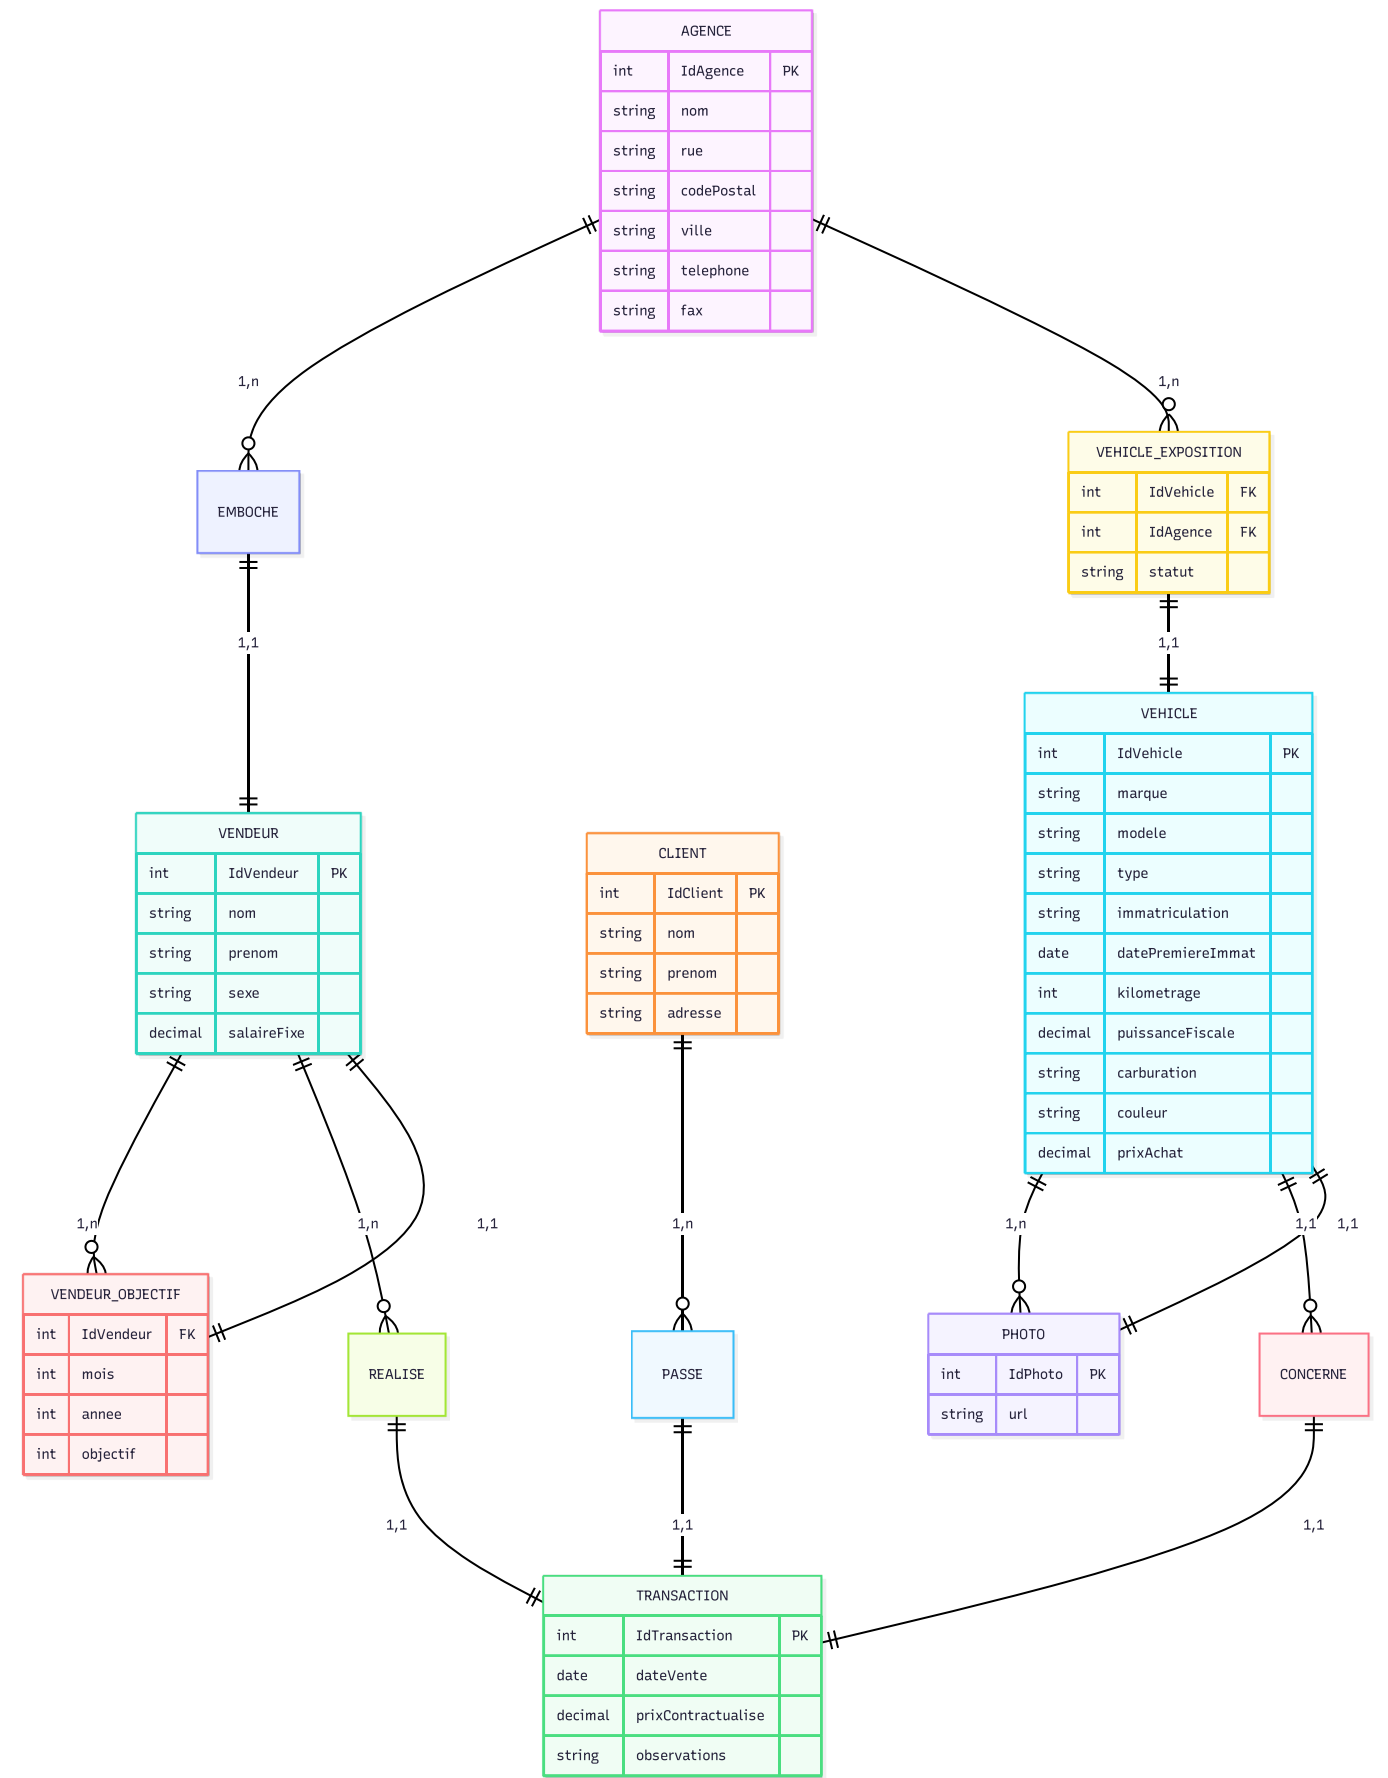 AGENCE
int IdAgence PK
string nom
string rue
string codePostal
string ville
string telephone
string fax
1,n
1,n
EMBOCHE
VEHICLE_EXPOSITION
int IdVehicle FK
int IdAgence FK
string statut
1,1
1,1
VENDEUR
int IdVendeur PK
string nom
string prenom
string sexe
decimal salaireFixe
CLIENT
int IdClient PK
string nom
string prenom
string adresse
VEHICLE
int IdVehicle PK
string marque
string modele
string type
string immatriculation
date datePremiereImmat
int kilometrage
decimal puissanceFiscale
string carburation
string couleur
decimal prixAchat
1,n
1,n
1,1
1,n
1,n
1,1
1,1
VENDEUR_OBJECTIF
int IdVendeur FK
int mois
int annee
int objectif
REALISE
PASSE
PHOTO
int IdPhoto PK
string url
CONCERNE
1,1
1,1
1,1
TRANSACTION
int IdTransaction PK
date dateVente
decimal prixContractualise
string observations